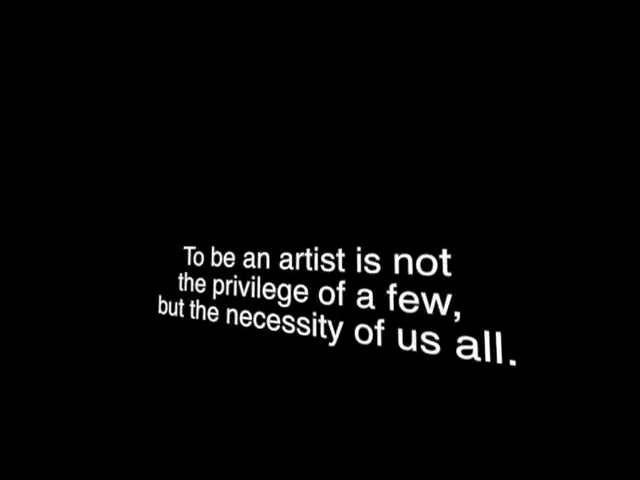 To be an artist is not
the privilege of a few,
but the necessity of us all.